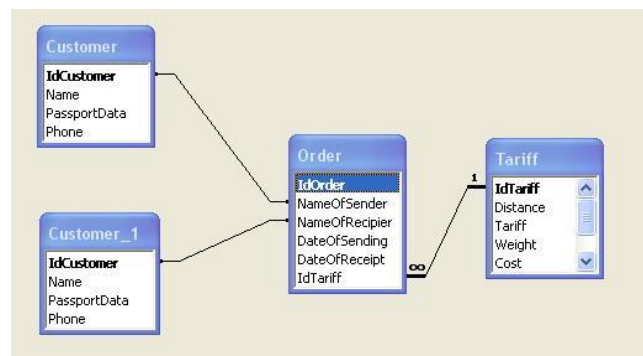 Customer
IdCustomer
Name
PassportData
Phone
Customer_1
IdCustomer
Name
PassportData
Phone
Order
IdOrder
NameOfSender
NameOfRecipier
DateOfSending
DateOfReceipt
IdTariff
∞
1
Tariff
IdTariff
Distance
Tariff
Weight
Cost